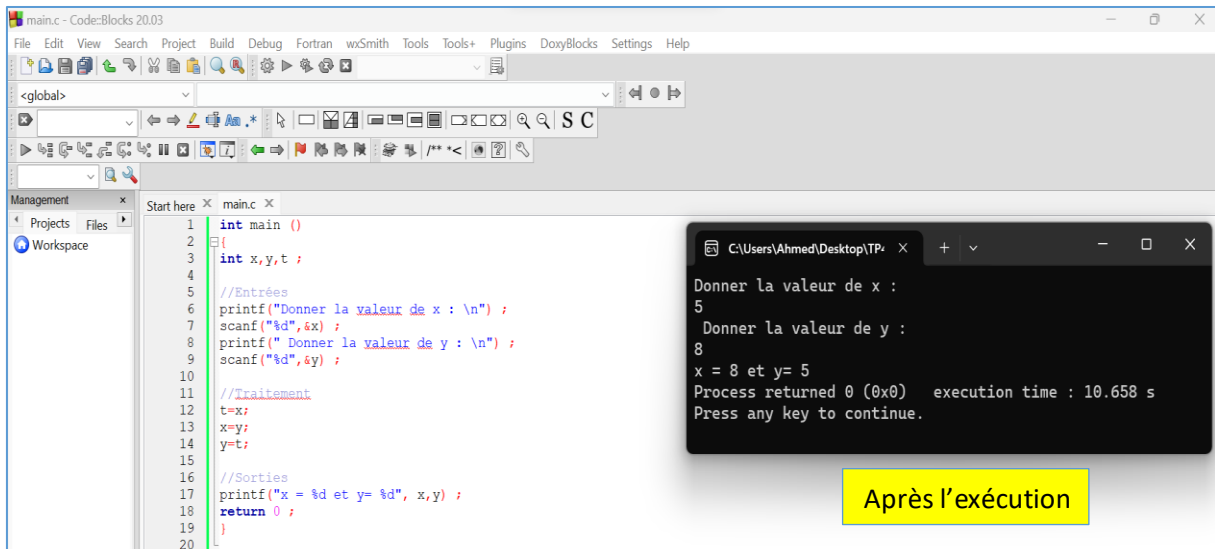 main.c - Code::Blocks 20.03
File Edit View Search Project Build Debug Fortran wxSmith Tools Tools+ Plugins DoxyBlocks Settings Help
<global>
Aa .* S C
/** *<
Management x
Projects Files
Workspace
Start here X main.c X
1 int main ()
2 {
3 int x,y,t ;
4
5 //Entrées
6 printf("Donner la valeur de x : \n") ;
7 scanf("%d",&x) ;
8 printf(" Donner la valeur de y : \n") ;
9 scanf("%d",&y) ;
10
11 //Traitement
12 t=x;
13 x=y;
14 y=t;
15
16 //Sorties
17 printf("x = %d et y= %d", x,y) ;
18 return 0 ;
19 }
20
C:\Users\Ahmed\Desktop\TP4
Donner la valeur de x :
5
 Donner la valeur de y :
8
x = 8 et y= 5
Process returned 0 (0x0)   execution time : 10.658 s
Press any key to continue.
Après l'exécution